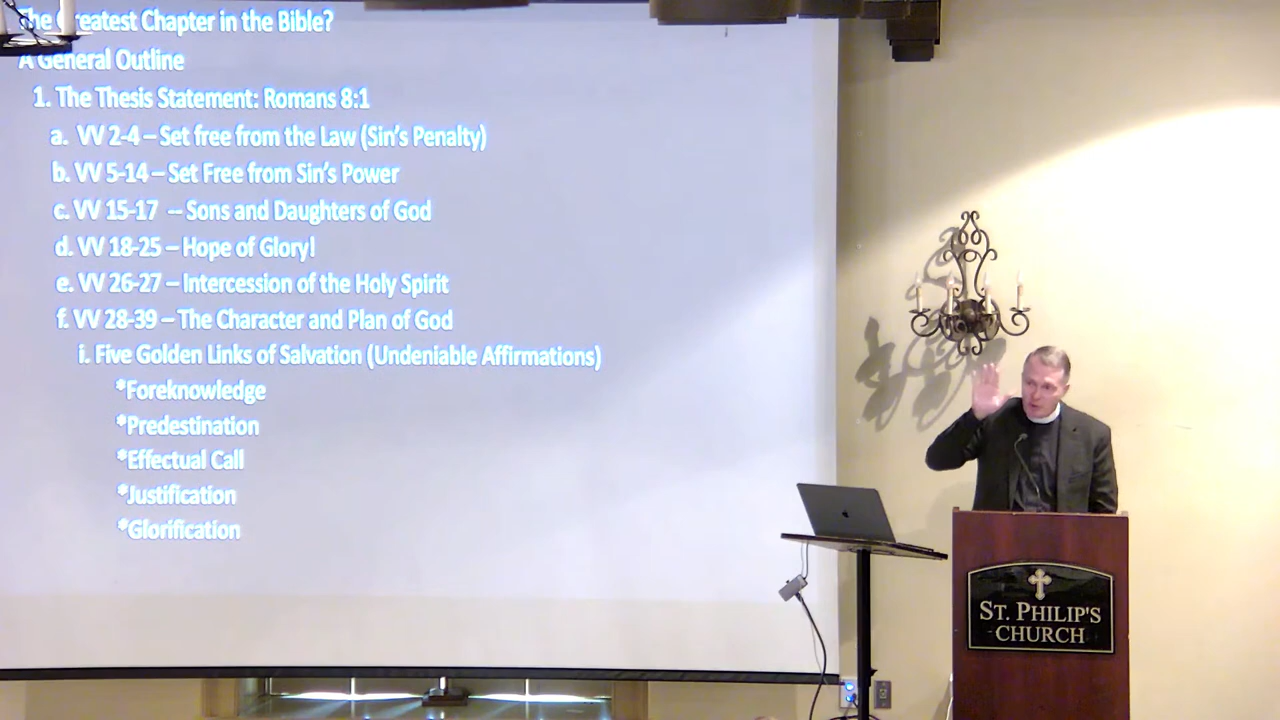 The Greatest Chapter in the Bible?
A General Outline
1. The Thesis Statement: Romans 8:1
a. VV 2-4 – Set free from the Law (Sin's Penalty)
b. VV 5-14 – Set Free from Sin's Power
c. VV 15-17 -- Sons and Daughters of God
d. VV 18-25 – Hope of Glory!
e. VV 26-27 – Intercession of the Holy Spirit
f. VV 28-39 – The Character and Plan of God
i. Five Golden Links of Salvation (Undeniable Affirmations)
*Foreknowledge
*Predestination
*Effectual Call
*Justification
*Glorification
ST. PHILIP'S
CHURCH